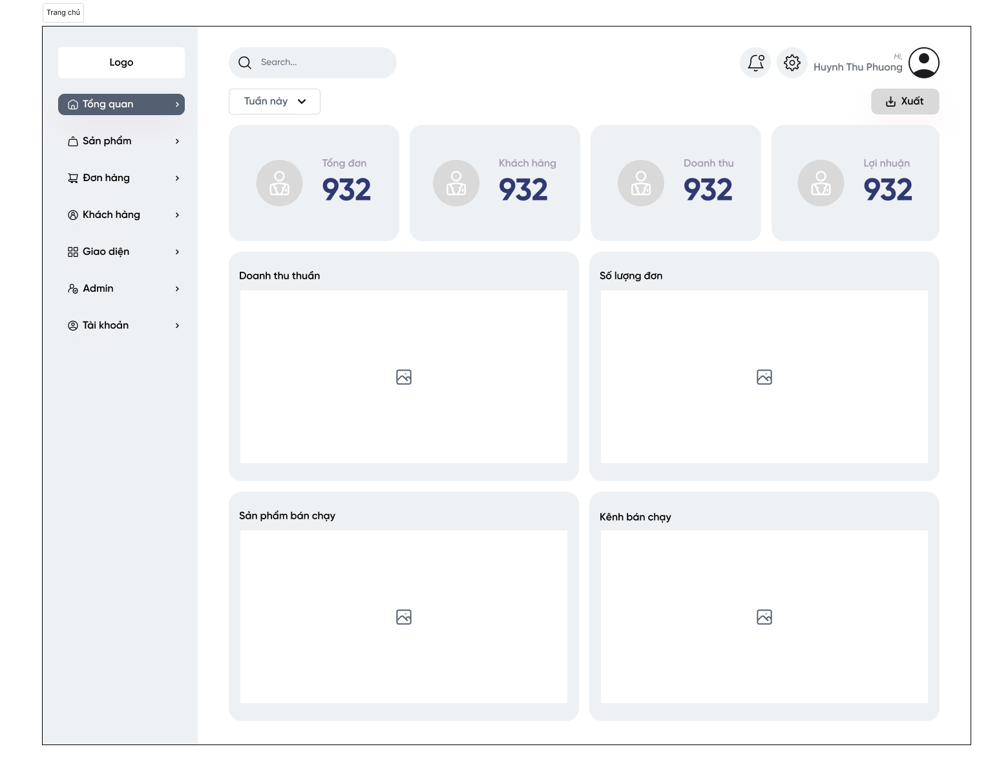 Trang chủ
Logo
Tổng quan
Sản phẩm
Đơn hàng
Khách hàng
Giao diện
Admin
Tài khoản
Search...
Hi,
Huynh Thu Phuong
Tuần này
Xuất
Tổng đơn
932
Khách hàng
932
Doanh thu
932
Lợi nhuận
932
Doanh thu thuần
Số lượng đơn
Sản phẩm bán chạy
Kênh bán chạy